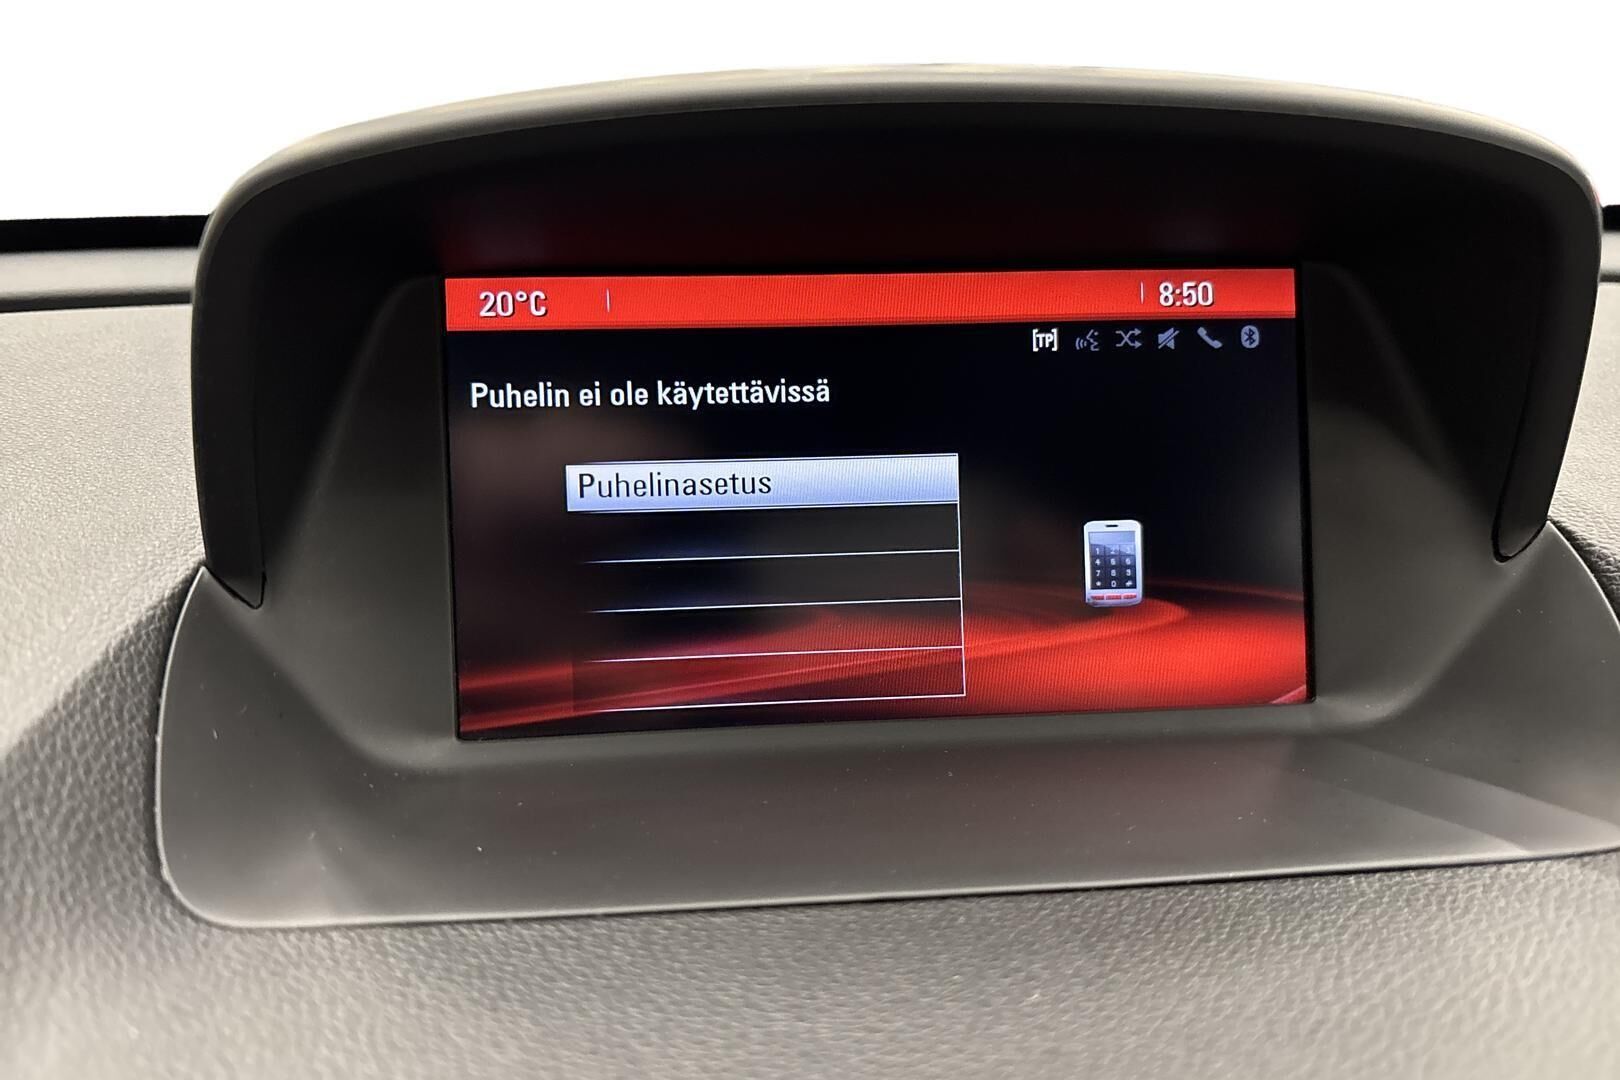 20°C 8:50
[TP]
Puhelin ei ole käytettävissä
Puhelinasetus